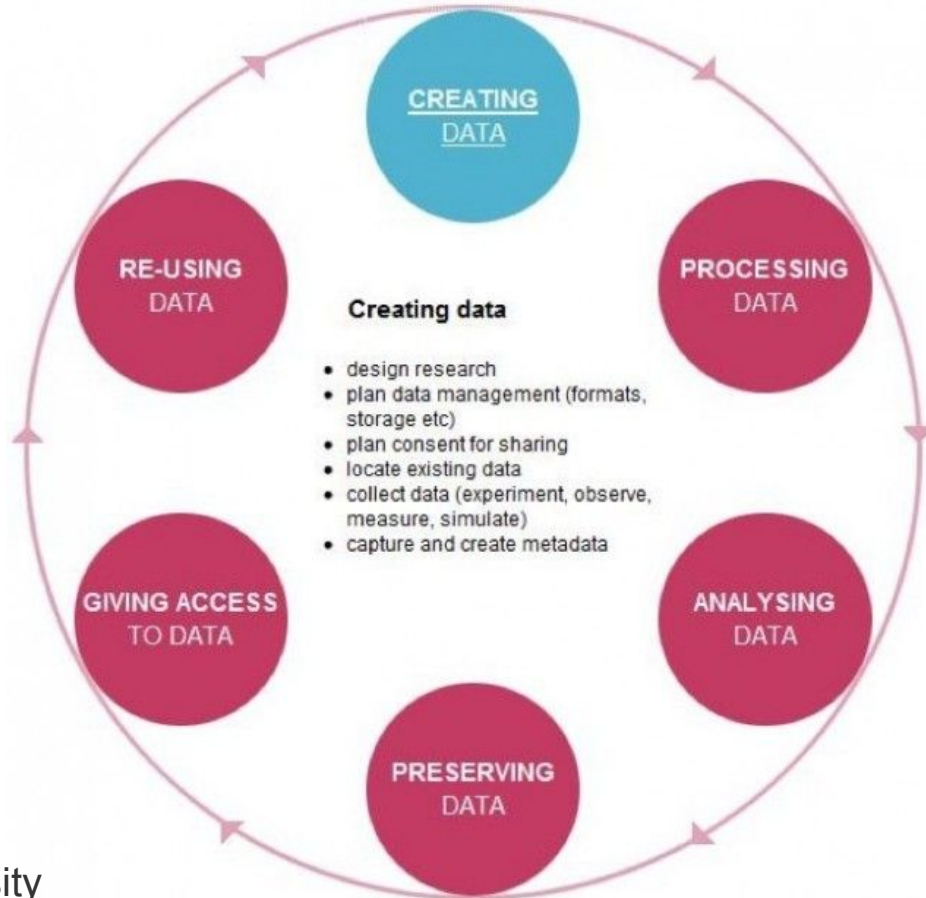 CREATING
DATA
RE-USING
DATA
PROCESSING
DATA
Creating data
• design research
• plan data management (formats,
storage etc)
• plan consent for sharing
• locate existing data
• collect data (experiment, observe,
measure, simulate)
• capture and create metadata
GIVING ACCESS
TO DATA
ANALYSING
DATA
PRESERVING
DATA